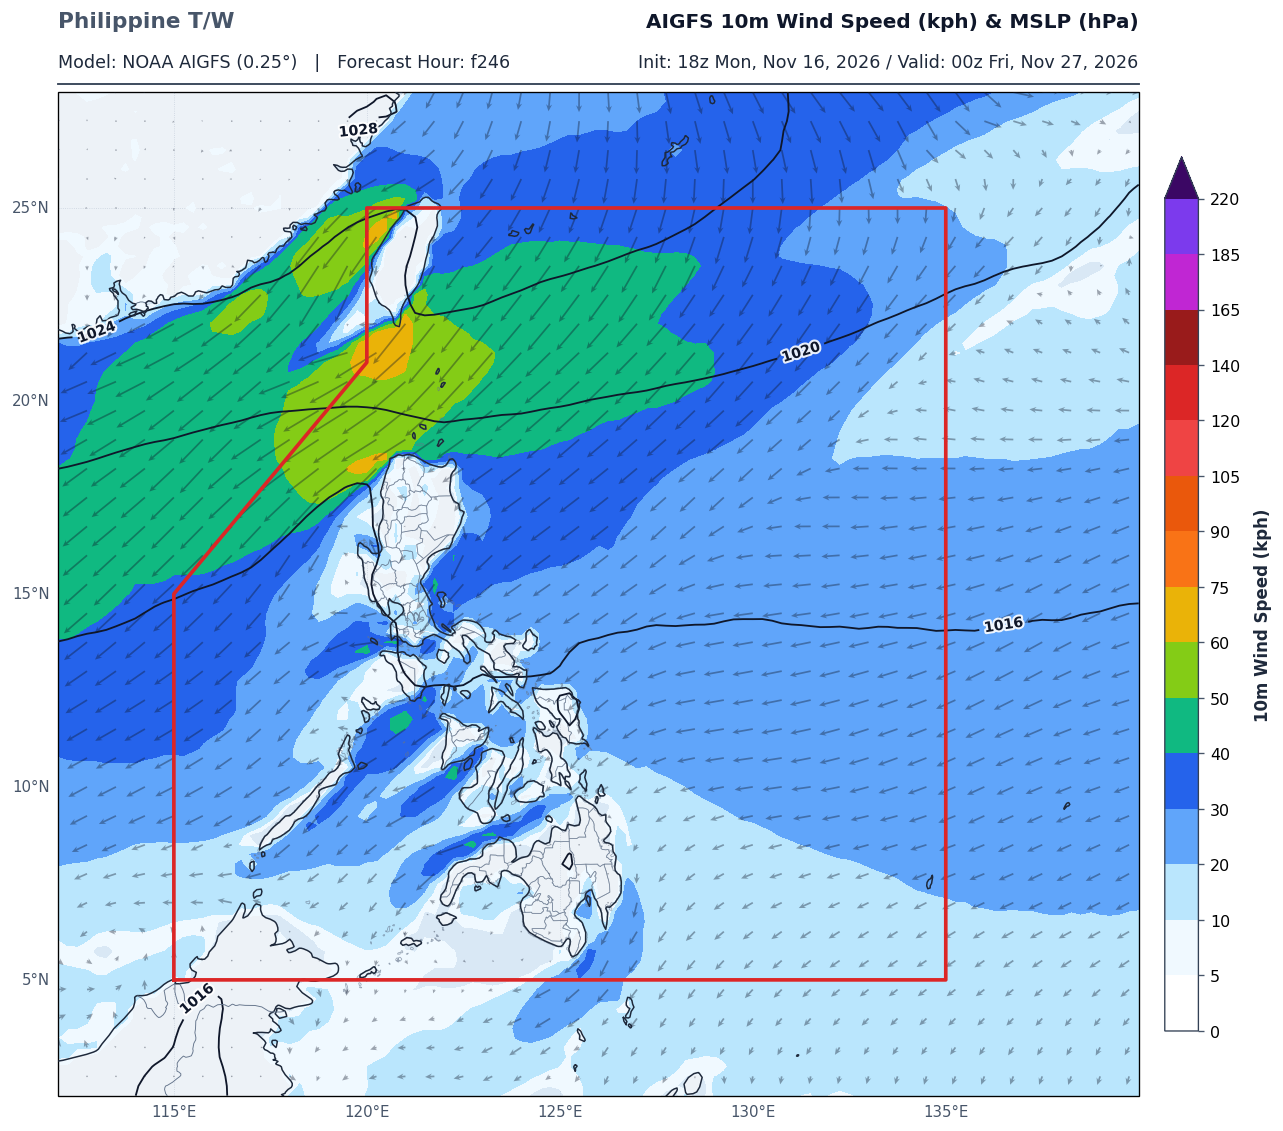 Philippine T/W
AIGFS 10m Wind Speed (kph) & MSLP (hPa)
Model: NOAA AIGFS (0.25°) | Forecast Hour: f246
Init: 18z Mon, Nov 16, 2026 / Valid: 00z Fri, Nov 27, 2026
1028
1024
1020
1016
1016
25°N
20°N
15°N
10°N
5°N
115°E
120°E
125°E
130°E
135°E
220
185
165
140
120
105
90
75
60
50
40
30
20
10
5
0
10m Wind Speed (kph)